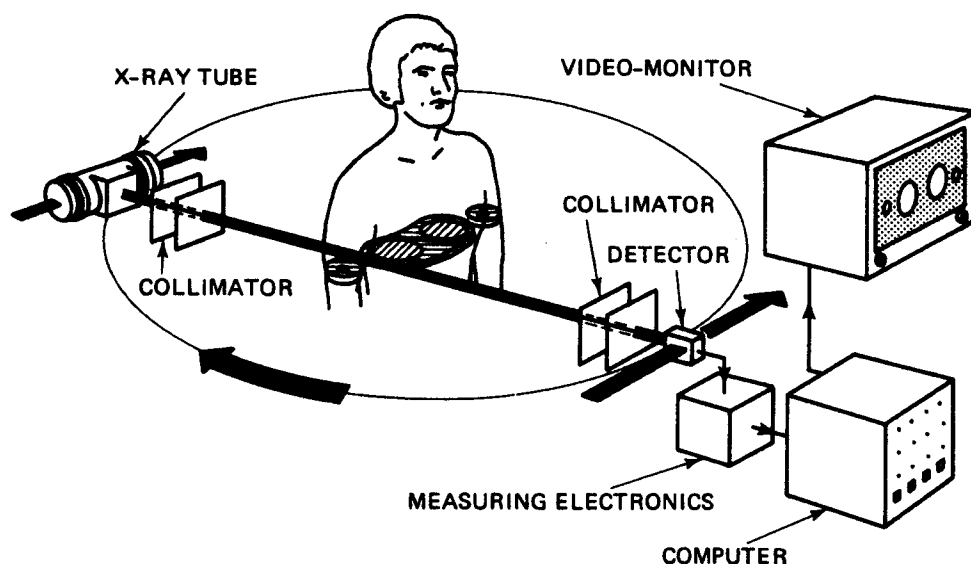 X-RAY TUBE
VIDEO-MONITOR
COLLIMATOR
DETECTOR
COLLIMATOR
MEASURING ELECTRONICS
COMPUTER